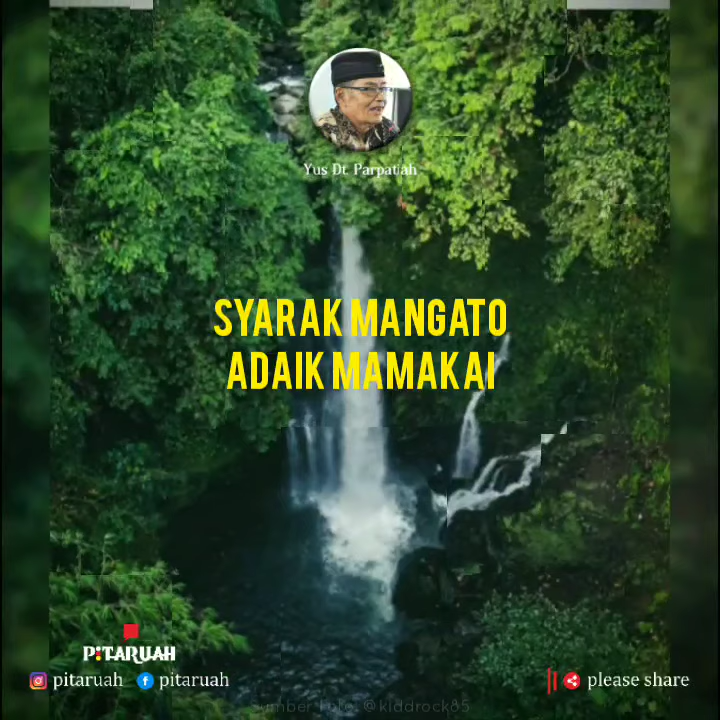 Yus Dt. Parpatiah
SYARAK MANGATO
ADAIK MAMAKAI
PITARUAH
pitaruah pitaruah please share
Sumber Foto: @kiddrock85